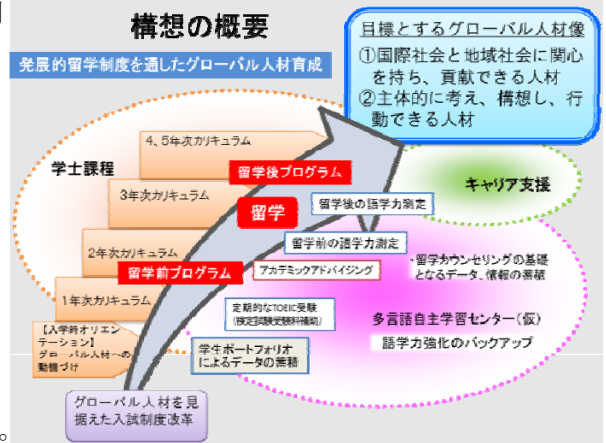 構想の概要
発展的留学制度を通したグローバル人材育成
目標とするグローバル人材像
①国際社会と地域社会に関心
を持ち、貢献できる人材
②主体的に考え、構想し、行
動できる人材
4、5年次カリキュラム
学士課程
留学後プログラム
キャリア支援
3年次カリキュラム
留学
留学後の語学力測定
2年次カリキュラム
留学前の語学力測定
留学前プログラム
アカデミックアドバイジング
・留学カウンセリングの基礎
となるデータ、情報の蓄積
1年次カリキュラム
定期的なTOEIC受験
(検定試験受験料補助)
多言語自主学習センター(仮)
【入学時オリエン
テーション】
グローバル人材への
動機づけ
語学力強化のバックアップ
学生ポートフォリオ
によるデータの蓄積
グローバル人材を見
据えた入試制度改革
。